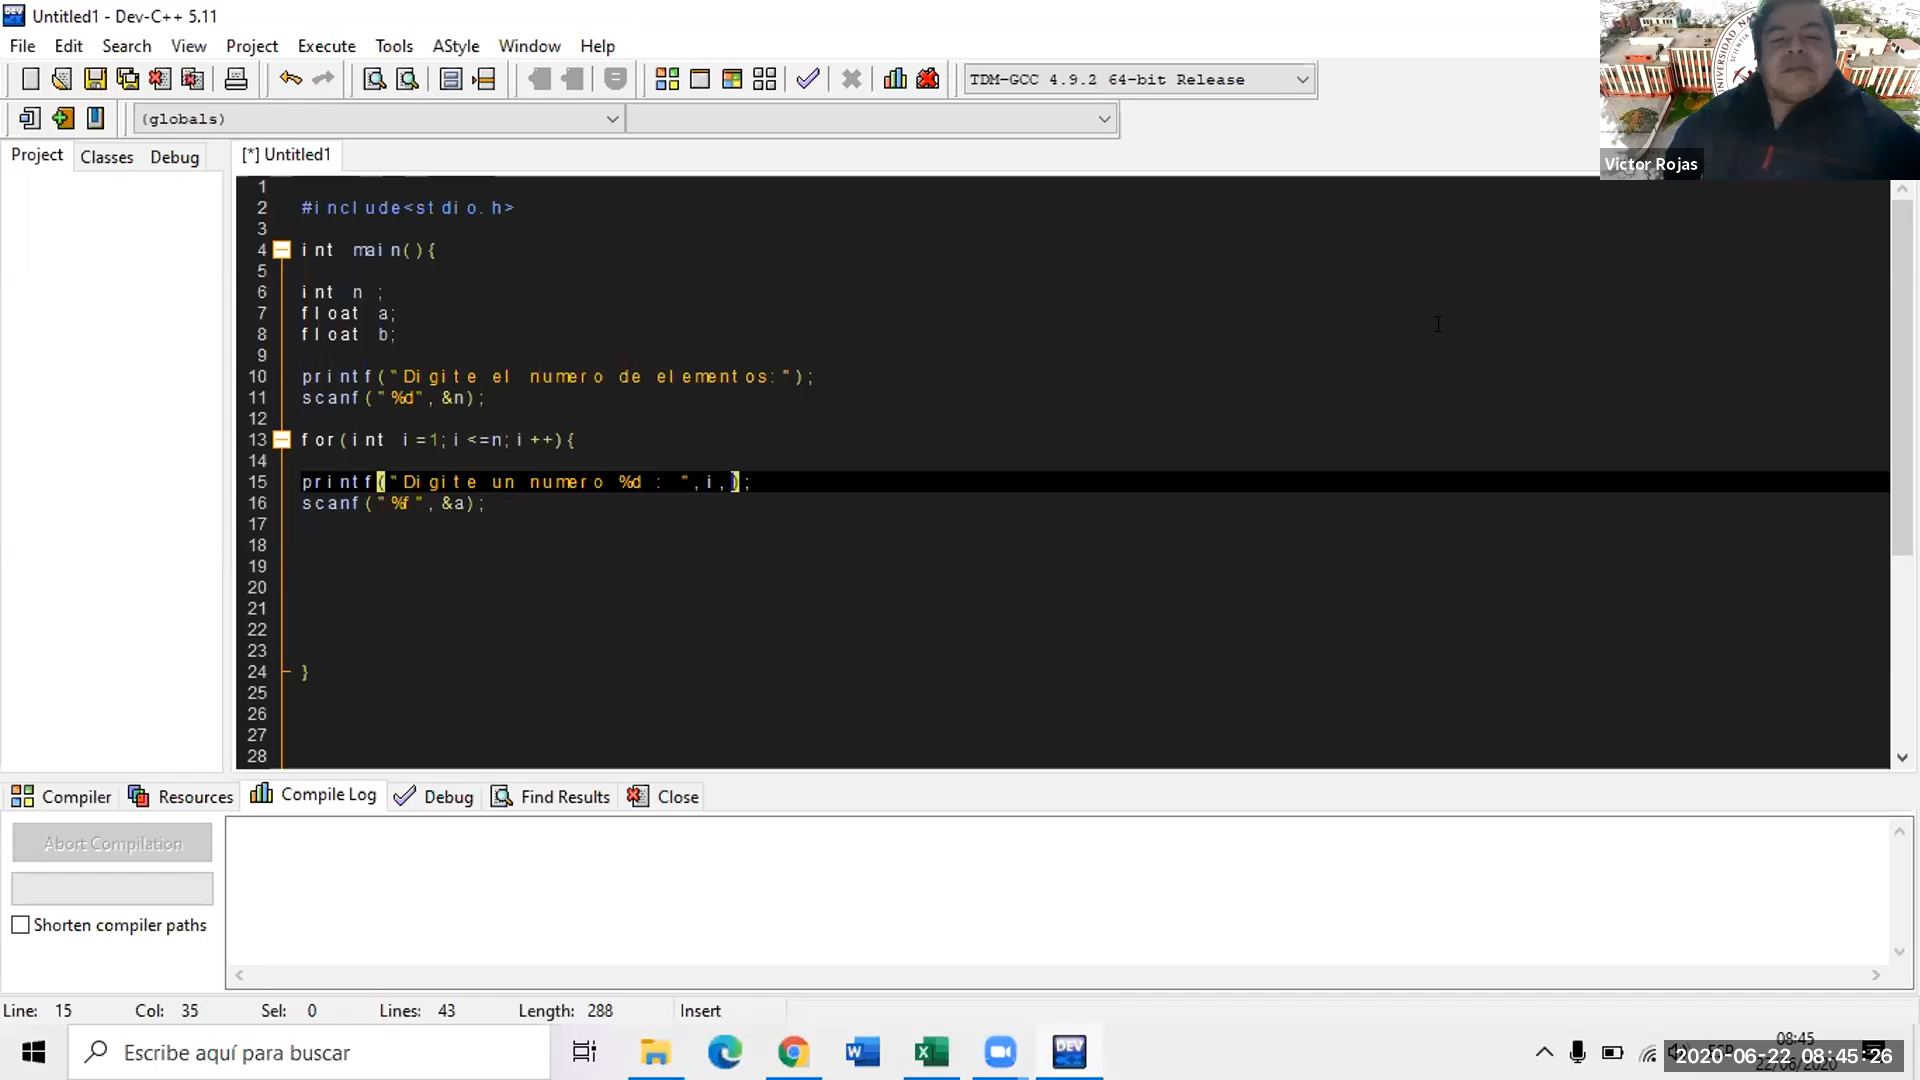 Untitled1 - Dev-C++ 5.11
File Edit Search View Project Execute Tools AStyle Window Help
TDM-GCC 4.9.2 64-bit Release
(globals)
Project Classes Debug
[*] Untitled1
Victor Rojas
1
2 #include<stdio.h>
3
4 int main(){
5
6 int n ;
7 float a;
8 float b;
9
10 printf("Digite el numero de elementos:");
11 scanf("%d",&n);
12
13 for(int i=1;i<=n;i++){
14
15 printf("Digite un numero %d : ",i,);
16 scanf("%f",&a);
17
18
19
20
21
22
23
24 }
25
26
27
28
Compiler Resources Compile Log Debug Find Results Close
Abort Compilation
Shorten compiler paths
Line: 15 Col: 35 Sel: 0 Lines: 43 Length: 288 Insert
Escribe aquí para buscar
08:45
2020-06-22 08:45:26